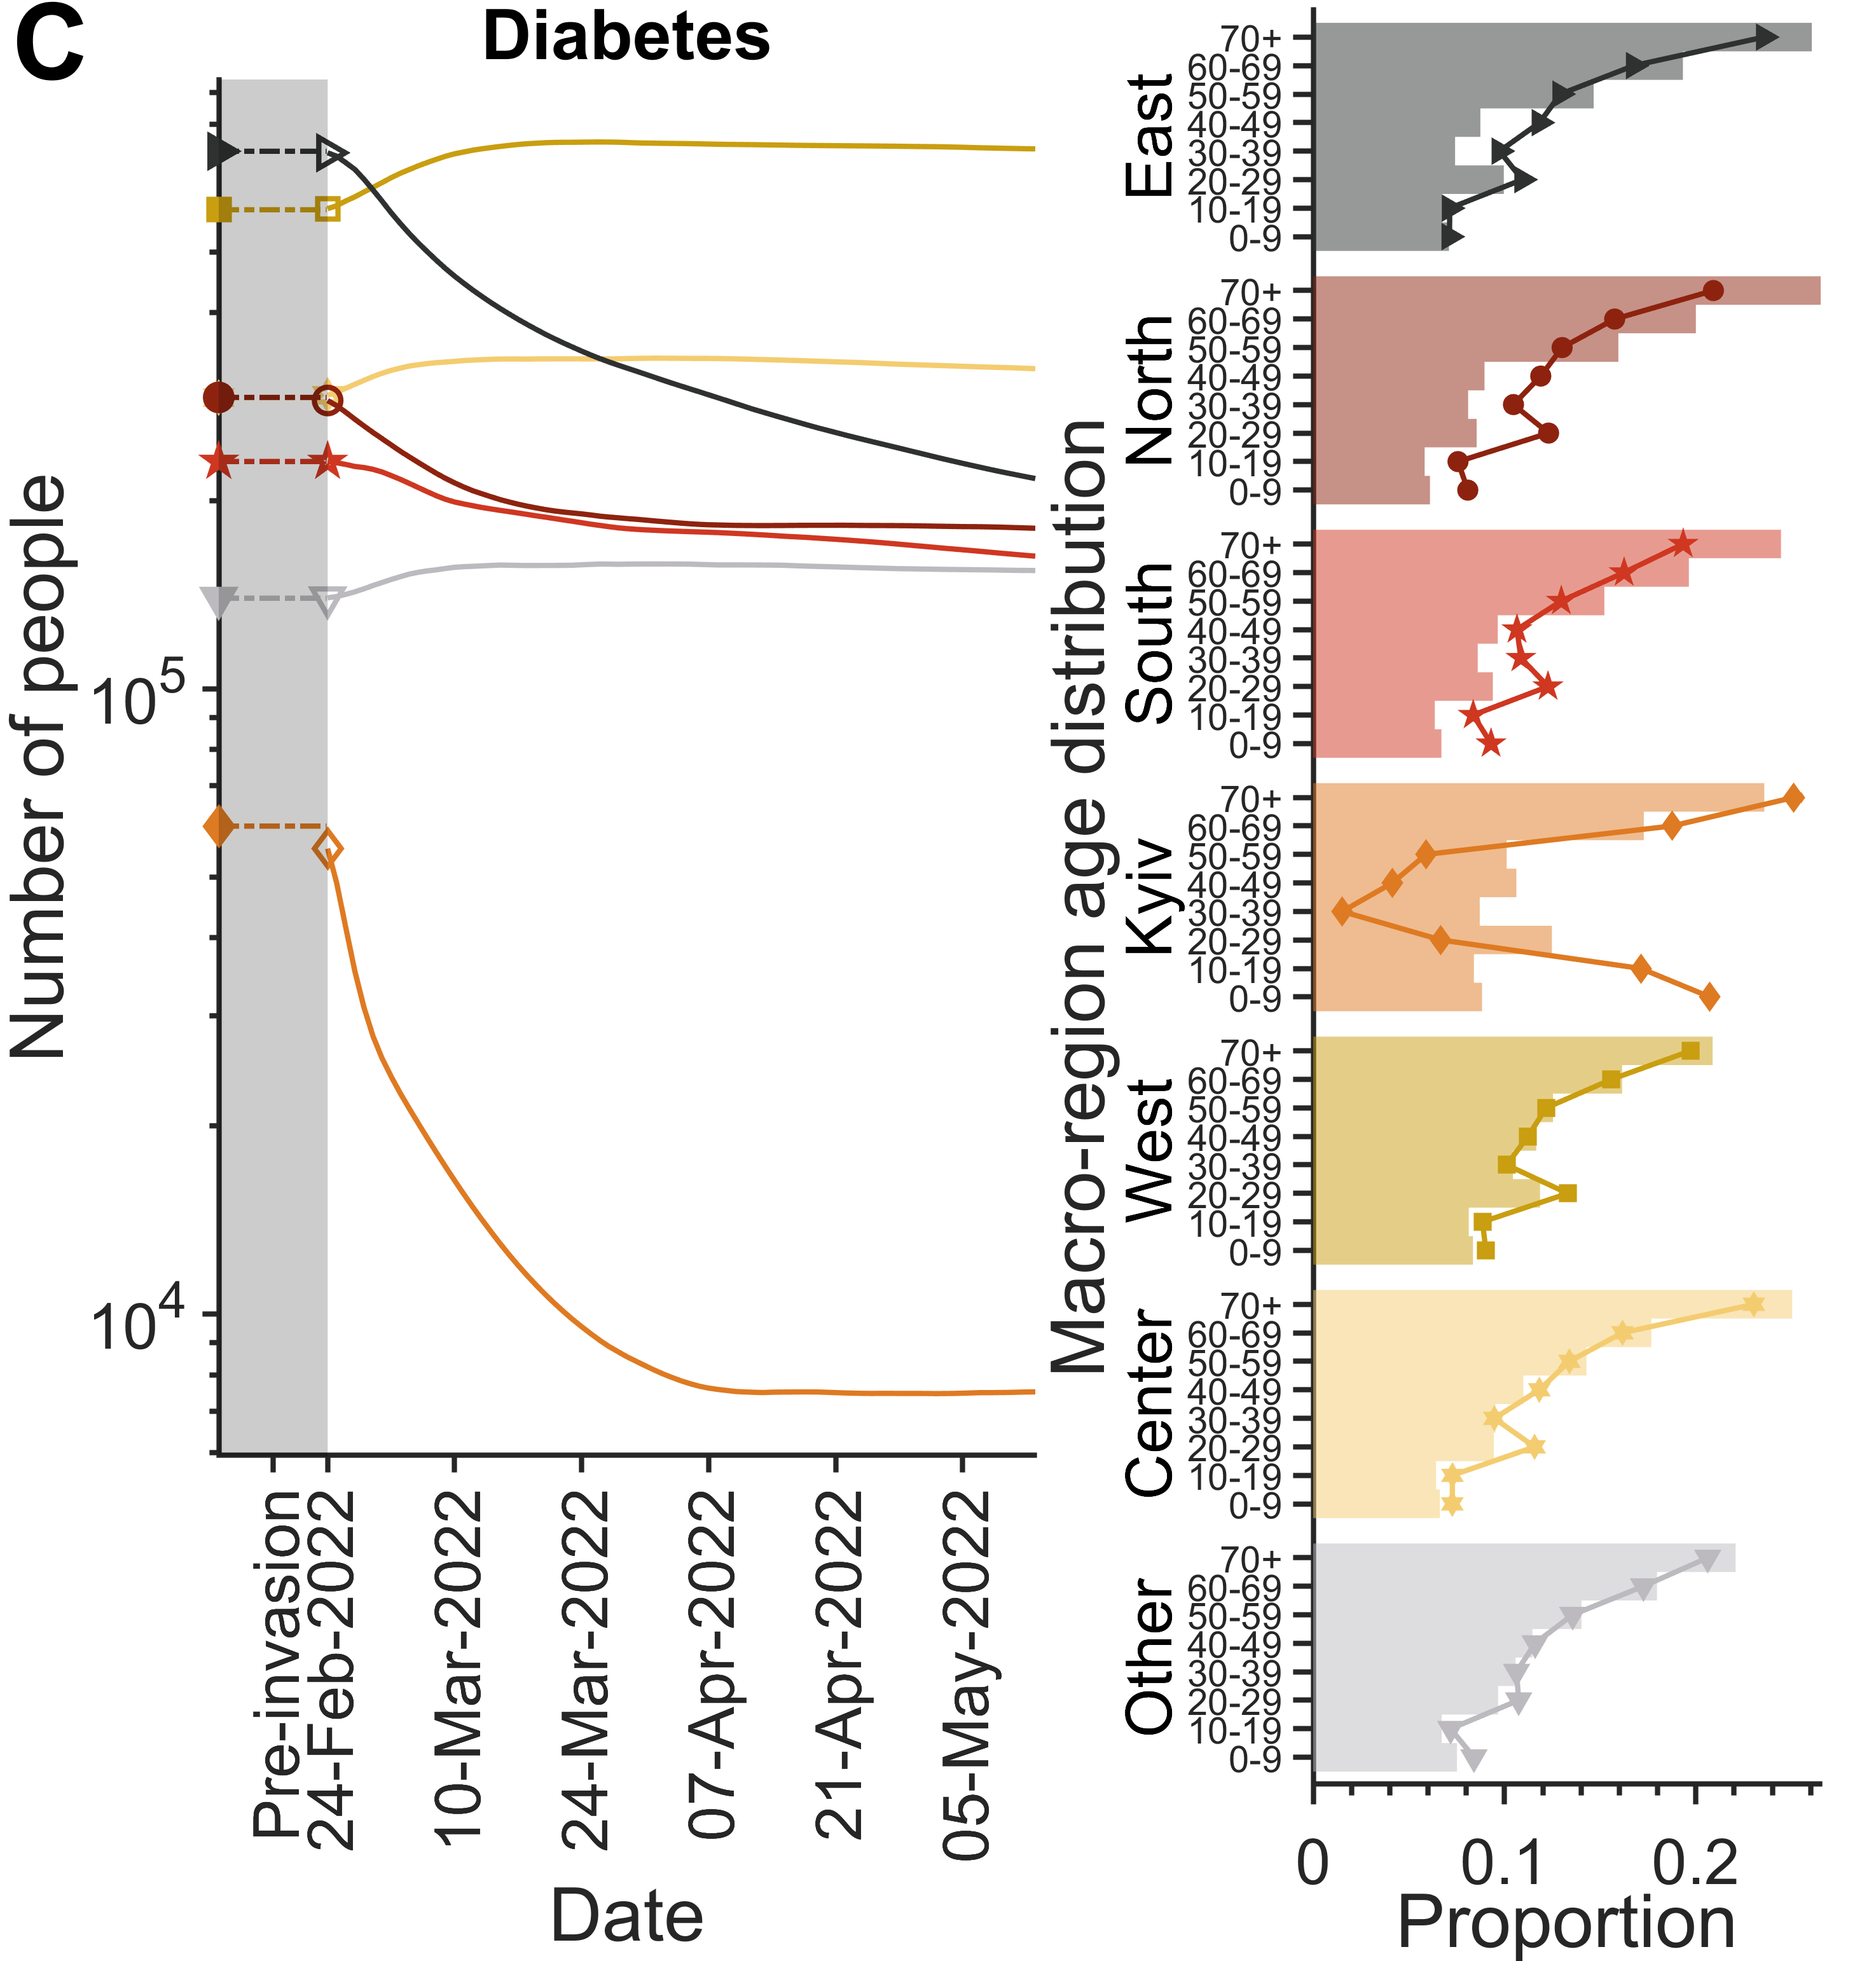 C
Diabetes
Number of people
10^5
10^4
Pre-invasion
24-Feb-2022
10-Mar-2022
24-Mar-2022
07-Apr-2022
21-Apr-2022
05-May-2022
Date
Macro-region age distribution
East
70+
60-69
50-59
40-49
30-39
20-29
10-19
0-9
North
70+
60-69
50-59
40-49
30-39
20-29
10-19
0-9
South
70+
60-69
50-59
40-49
30-39
20-29
10-19
0-9
Kyiv
70+
60-69
50-59
40-49
30-39
20-29
10-19
0-9
West
70+
60-69
50-59
40-49
30-39
20-29
10-19
0-9
Center
70+
60-69
50-59
40-49
30-39
20-29
10-19
0-9
Other
70+
60-69
50-59
40-49
30-39
20-29
10-19
0-9
0 0.1 0.2
Proportion